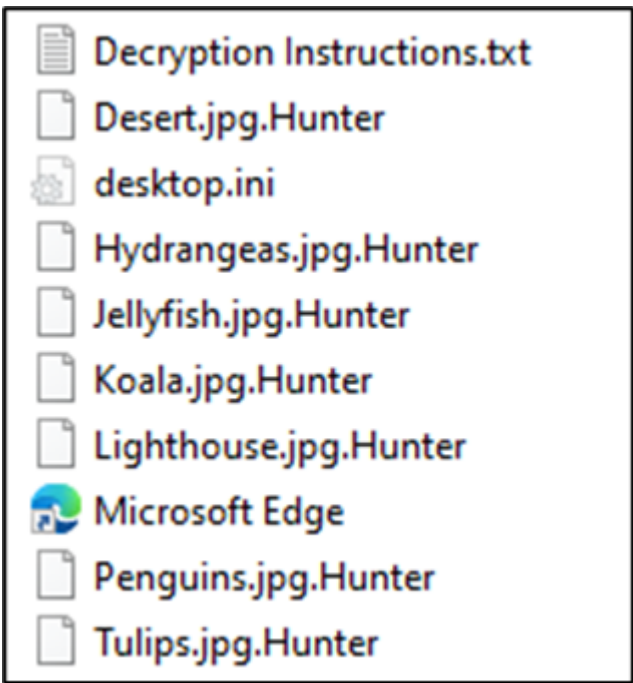 Decryption Instructions.txt
Desert.jpg.Hunter
desktop.ini
Hydrangeas.jpg.Hunter
Jellyfish.jpg.Hunter
Koala.jpg.Hunter
Lighthouse.jpg.Hunter
Microsoft Edge
Penguins.jpg.Hunter
Tulips.jpg.Hunter